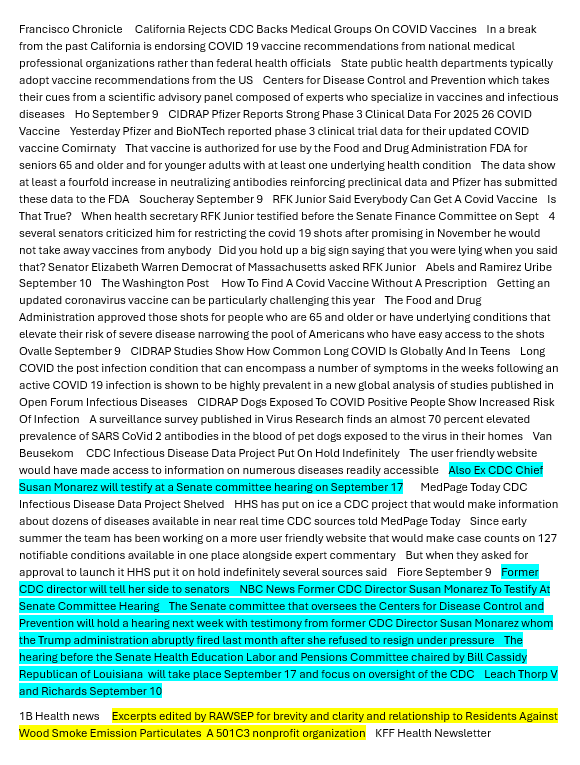 Francisco Chronicle California Rejects CDC Backs Medical Groups On COVID Vaccines In a break
from the past California is endorsing COVID 19 vaccine recommendations from national medical
professional organizations rather than federal health officials State public health departments typically
adopt vaccine recommendations from the US Centers for Disease Control and Prevention which takes
their cues from a scientific advisory panel composed of experts who specialize in vaccines and infectious
diseases Ho September 9 CIDRAP Pfizer Reports Strong Phase 3 Clinical Data For 2025 26 COVID
Vaccine Yesterday Pfizer and BioNTech reported phase 3 clinical trial data for their updated COVID
vaccine Comirnaty That vaccine is authorized for use by the Food and Drug Administration FDA for
seniors 65 and older and for younger adults with at least one underlying health condition The data show
at least a fourfold increase in neutralizing antibodies reinforcing preclinical data and Pfizer has submitted
these data to the FDA Soucheray September 9 RFK Junior Said Everybody Can Get A Covid Vaccine Is
That True? When health secretary RFK Junior testified before the Senate Finance Committee on Sept 4
several senators criticized him for restricting the covid 19 shots after promising in November he would
not take away vaccines from anybody Did you hold up a big sign saying that you were lying when you said
that? Senator Elizabeth Warren Democrat of Massachusetts asked RFK Junior Abels and Ramirez Uribe
September 10 The Washington Post How To Find A Covid Vaccine Without A Prescription Getting an
updated coronavirus vaccine can be particularly challenging this year The Food and Drug
Administration approved those shots for people who are 65 and older or have underlying conditions that
elevate their risk of severe disease narrowing the pool of Americans who have easy access to the shots
Ovalle September 9 CIDRAP Studies Show How Common Long COVID Is Globally And In Teens Long
COVID the post infection condition that can encompass a number of symptoms in the weeks following an
active COVID 19 infection is shown to be highly prevalent in a new global analysis of studies published in
Open Forum Infectious Diseases CIDRAP Dogs Exposed To COVID Positive People Show Increased Risk
Of Infection A surveillance survey published in Virus Research finds an almost 70 percent elevated
prevalence of SARS CoVid 2 antibodies in the blood of pet dogs exposed to the virus in their homes Van
Beusekom CDC Infectious Disease Data Project Put On Hold Indefinitely The user friendly website
would have made access to information on numerous diseases readily accessible Also Ex CDC Chief
Susan Monarez will testify at a Senate committee hearing on September 17 MedPage Today CDC
Infectious Disease Data Project Shelved HHS has put on ice a CDC project that would make information
about dozens of diseases available in near real time CDC sources told MedPage Today Since early
summer the team has been working on a more user friendly website that would make case counts on 127
notifiable conditions available in one place alongside expert commentary But when they asked for
approval to launch it HHS put it on hold indefinitely several sources said Fiore September 9 Former
CDC director will tell her side to senators NBC News Former CDC Director Susan Monarez To Testify At
Senate Committee Hearing The Senate committee that oversees the Centers for Disease Control and
Prevention will hold a hearing next week with testimony from former CDC Director Susan Monarez whom
the Trump administration abruptly fired last month after she refused to resign under pressure The
hearing before the Senate Health Education Labor and Pensions Committee chaired by Bill Cassidy
Republican of Louisiana will take place September 17 and focus on oversight of the CDC Leach Thorp V
and Richards September 10
1B Health news Excerpts edited by RAWSEP for brevity and clarity and relationship to Residents Against
Wood Smoke Emission Particulates A 501C3 nonprofit organization KFF Health Newsletter